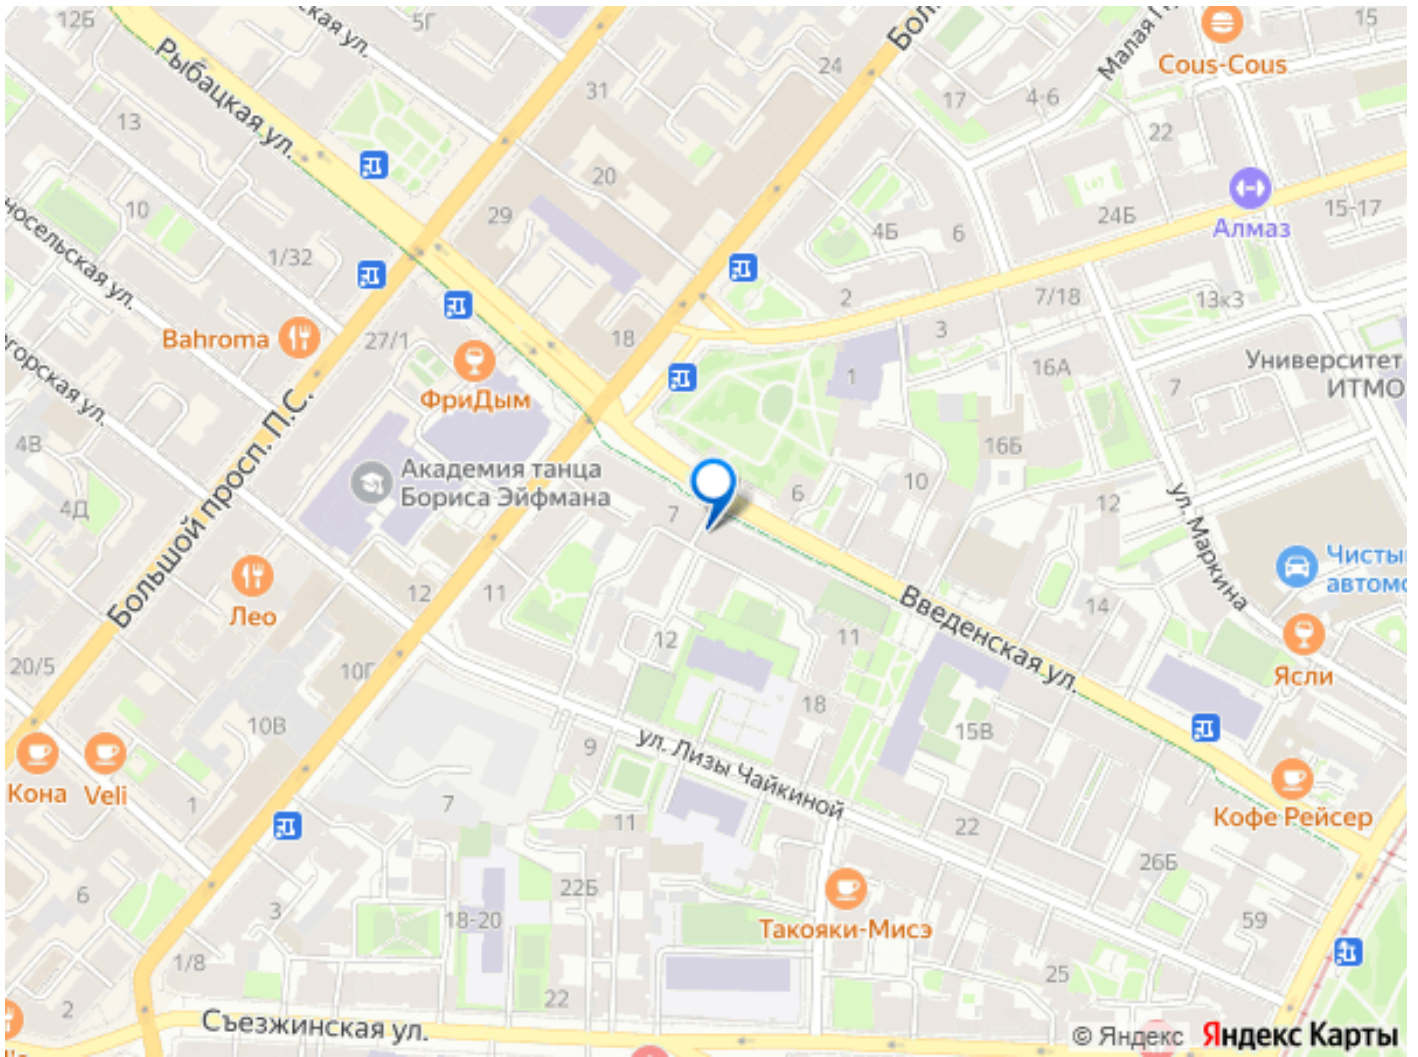 12Б
5Г
ская ул.
Бол
Малая П
15
Cous-Cous
Рыбацкая ул.
31
24
17
4-6
13
22
20
10
29
4Б
6
24Б
Алмаз
15-17
носельская ул.
1/32
2
7/18
13к3
Bahroma
27/1
18
3
горская ул.
ФриДым
1
16А
7
Университет
ИТМО
4В
Большой просп. П.С.
Академия танца
Бориса Эйфмана
16Б
4Д
7
6
10
12
ул. Маркина
Чисты
автомо
Лео
12
11
Введенская ул.
14
20/5
12
11
Ясли
10Г
10В
18
15В
9
ул. Лизы Чайкиной
Кона
Veli
1
7
11
22
Кофе Рейсер
26Б
6
22Б
3
18-20
Такояки-Мисэ
59
1/8
25
2
22
Съезжинская ул.
© Яндекс
Яндекс Карты